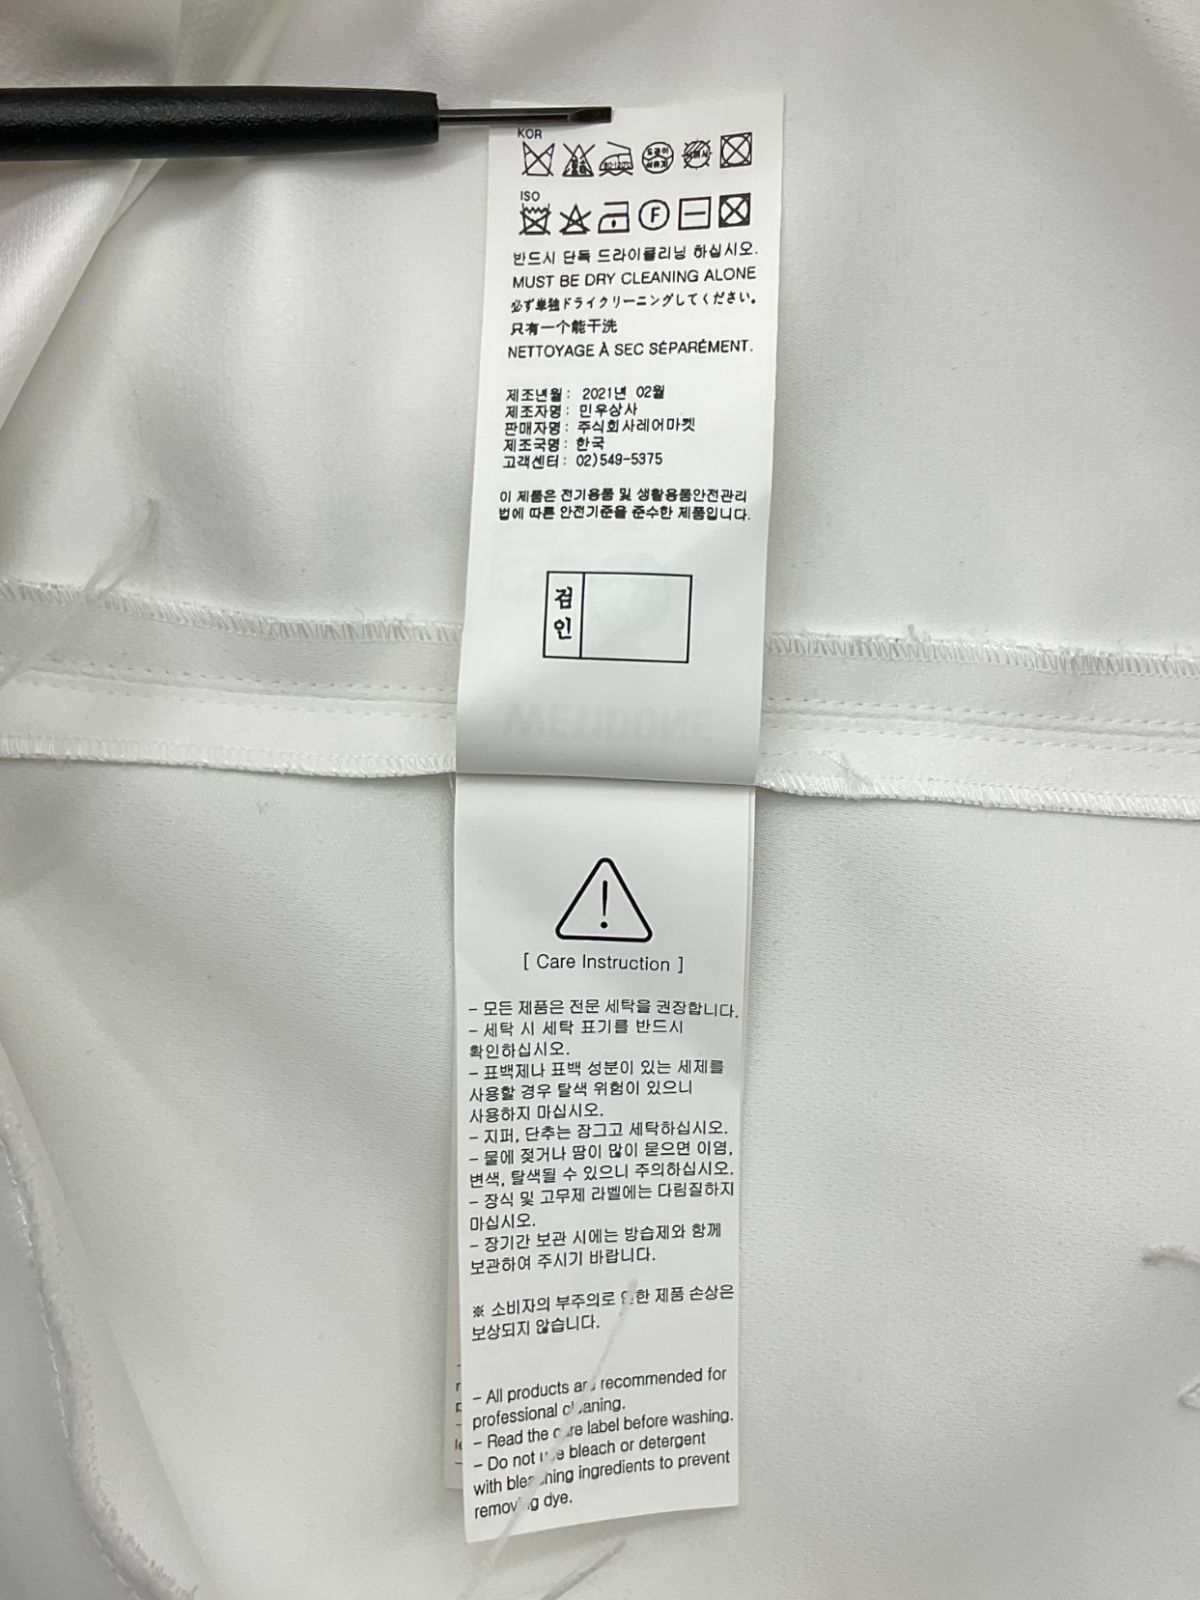 KOR
ISO
F
반드시 단독 드라이클리닝 하십시오.
MUST BE DRY CLEANING ALONE
必ず単独ドライクリーニングしてください。
只有一个能干洗
NETTOYAGE À SEC SÉPARÉMENT.
제조년월 : 2021년 02월
제조자명 : 민우상사
판매자명 : 주식회사레어마켓
제조국명 : 한국
고객센터 : 02)549-5375
이 제품은 전기용품 및 생활용품안전관리
법에 따른 안전기준을 준수한 제품입니다.
검
인
[ Care Instruction ]
- 모든 제품은 전문 세탁을 권장합니다.
- 세탁 시 세탁 표기를 반드시
확인하십시오.
- 표백제나 표백 성분이 있는 세제를
사용할 경우 탈색 위험이 있으니
사용하지 마십시오.
- 지퍼, 단추는 잠그고 세탁하십시오.
- 물에 젖거나 땀이 많이 묻으면 이염,
변색, 탈색될 수 있으니 주의하십시오.
- 장식 및 고무제 라벨에는 다림질하지
마십시오.
- 장기간 보관 시에는 방습제와 함께
보관하여 주시기 바랍니다.
※ 소비자의 부주의로 인한 제품 손상은
보상되지 않습니다.
- All products are recommended for
professional cleaning.
- Read the care label before washing.
- Do not use bleach or detergent
with bleaching ingredients to prevent
removing dye.